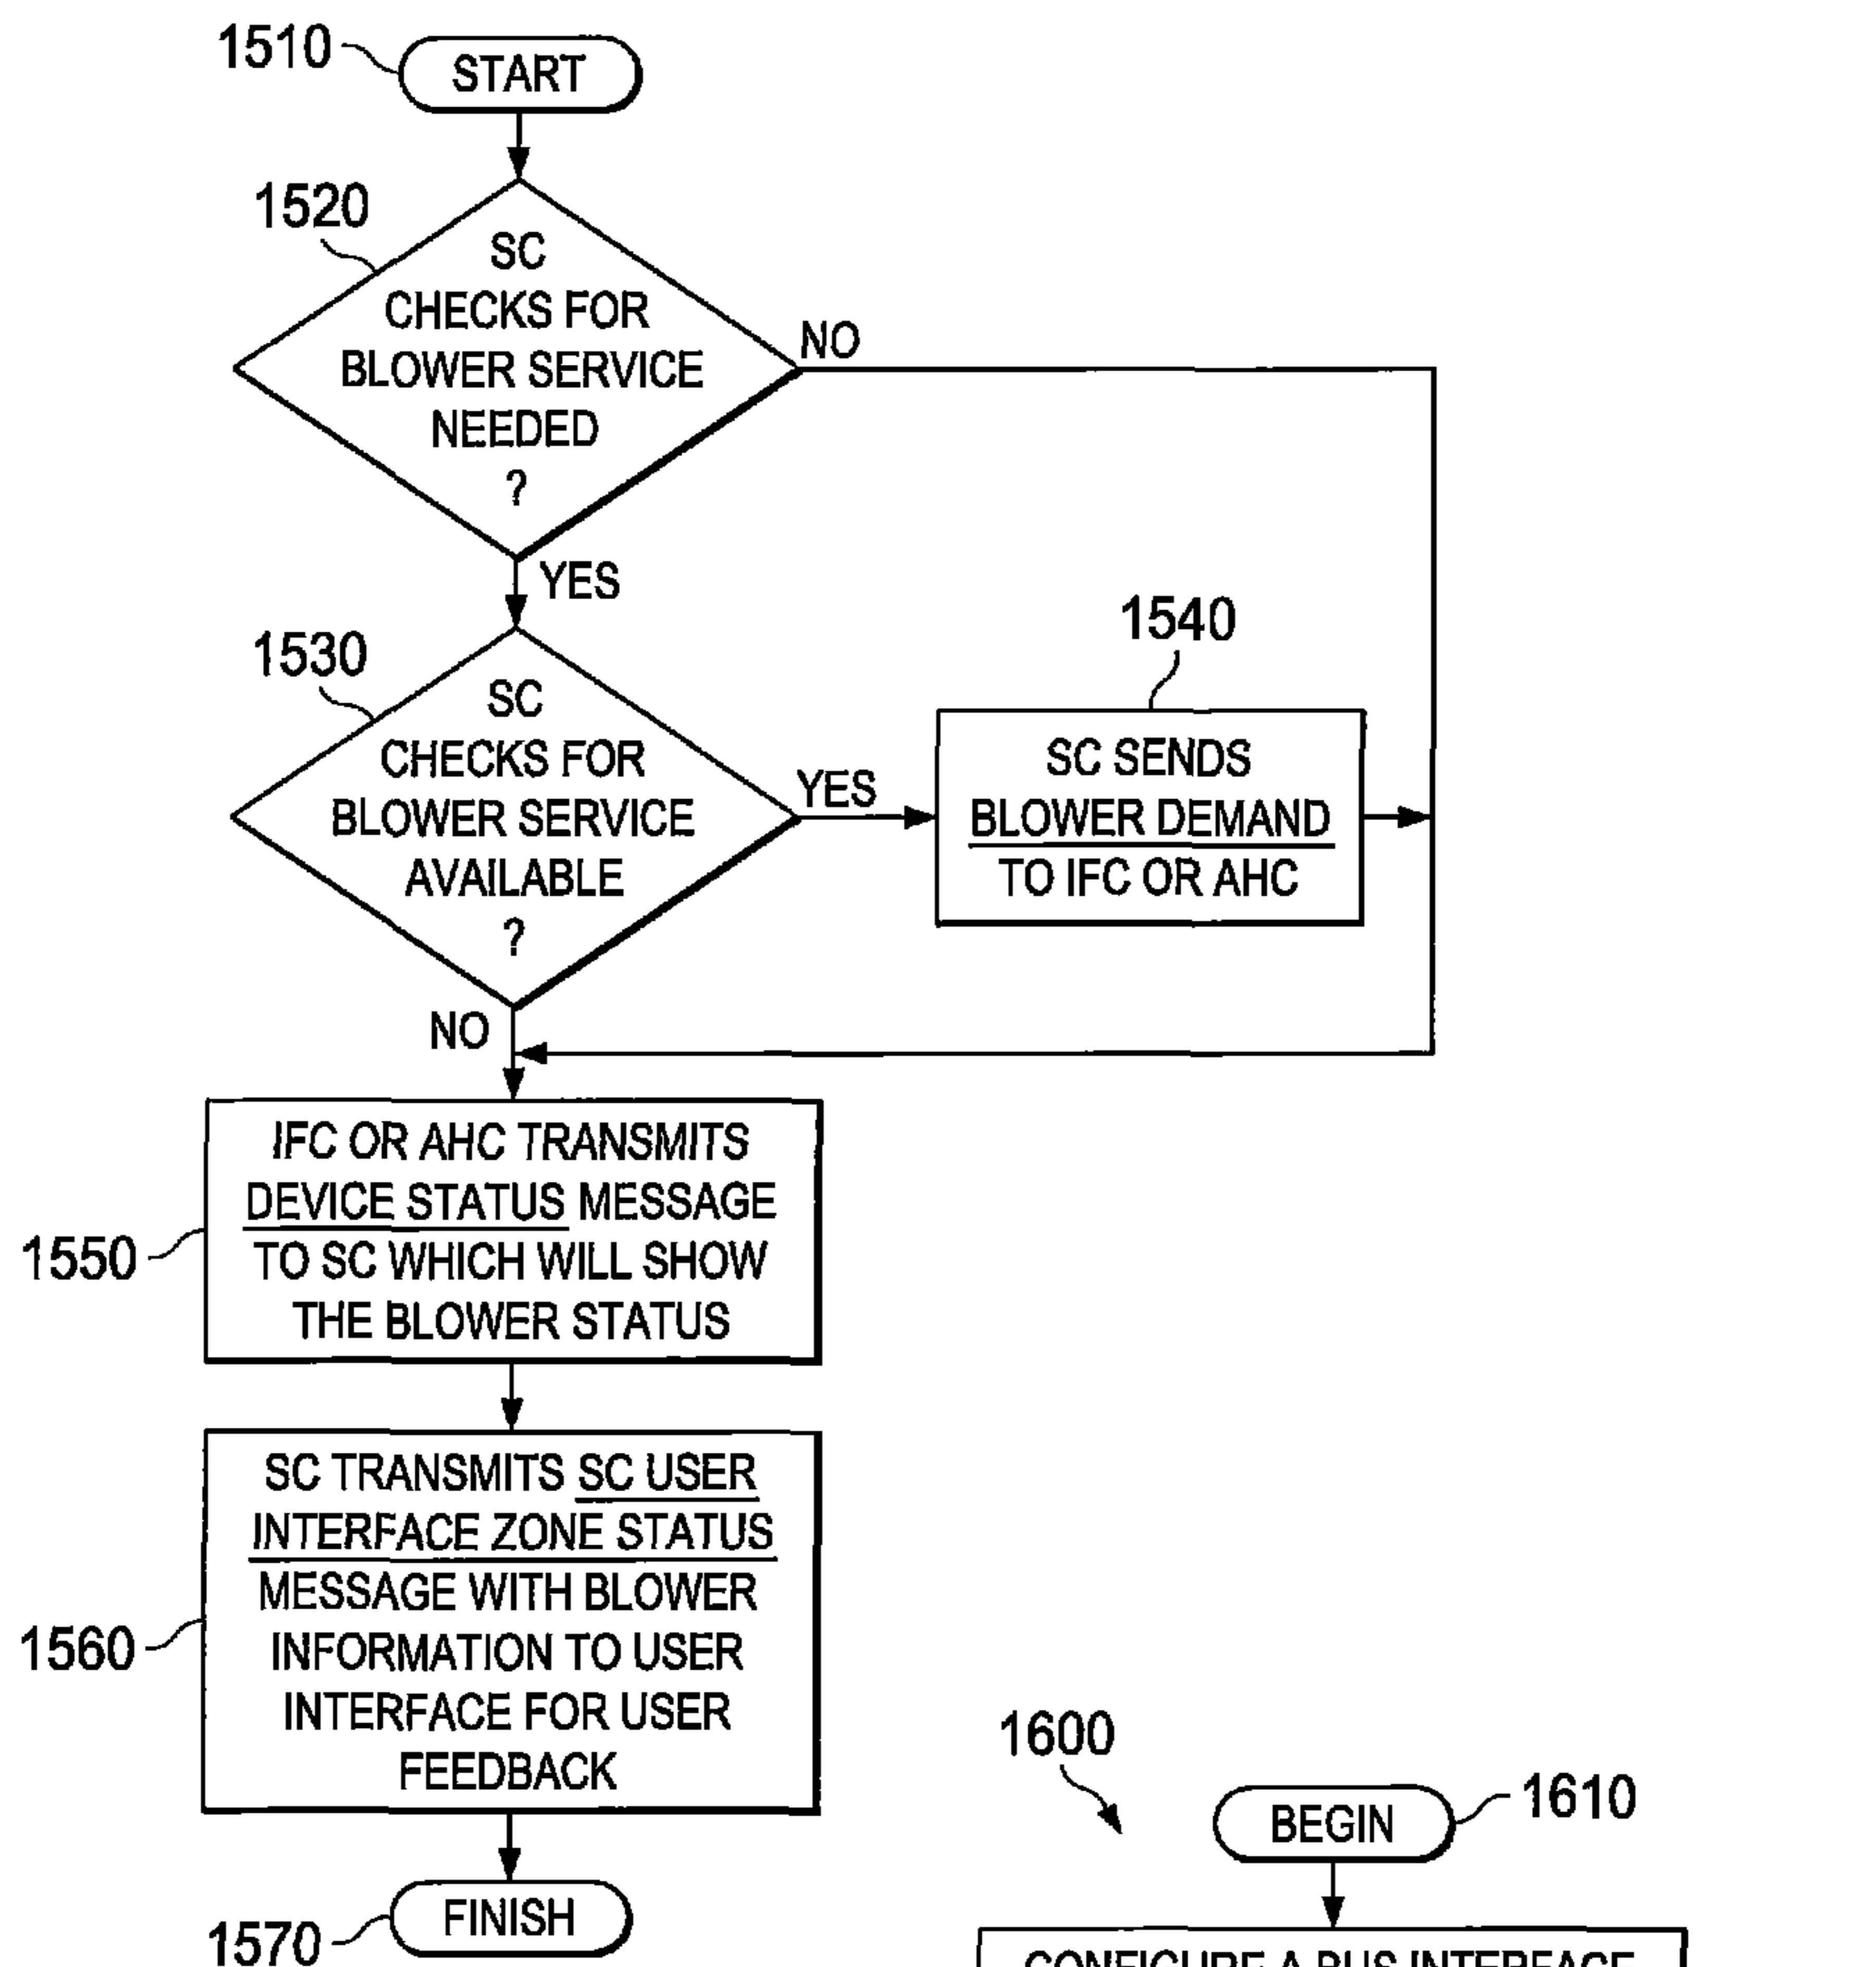 1510
START
1520
SC
CHECKS FOR
BLOWER SERVICE
NEEDED
?
NO
YES
1530
SC
CHECKS FOR
BLOWER SERVICE
AVAILABLE
?
YES
NO
1540
SC SENDS
BLOWER DEMAND
TO IFC OR AHC
1550
IFC OR AHC TRANSMITS
DEVICE STATUS MESSAGE
TO SC WHICH WILL SHOW
THE BLOWER STATUS
1560
SC TRANSMITS SC USER
INTERFACE ZONE STATUS
MESSAGE WITH BLOWER
INFORMATION TO USER
INTERFACE FOR USER
FEEDBACK
1570
FINISH
1600
BEGIN
1610
CONFIGURE A BUS INTERFACE